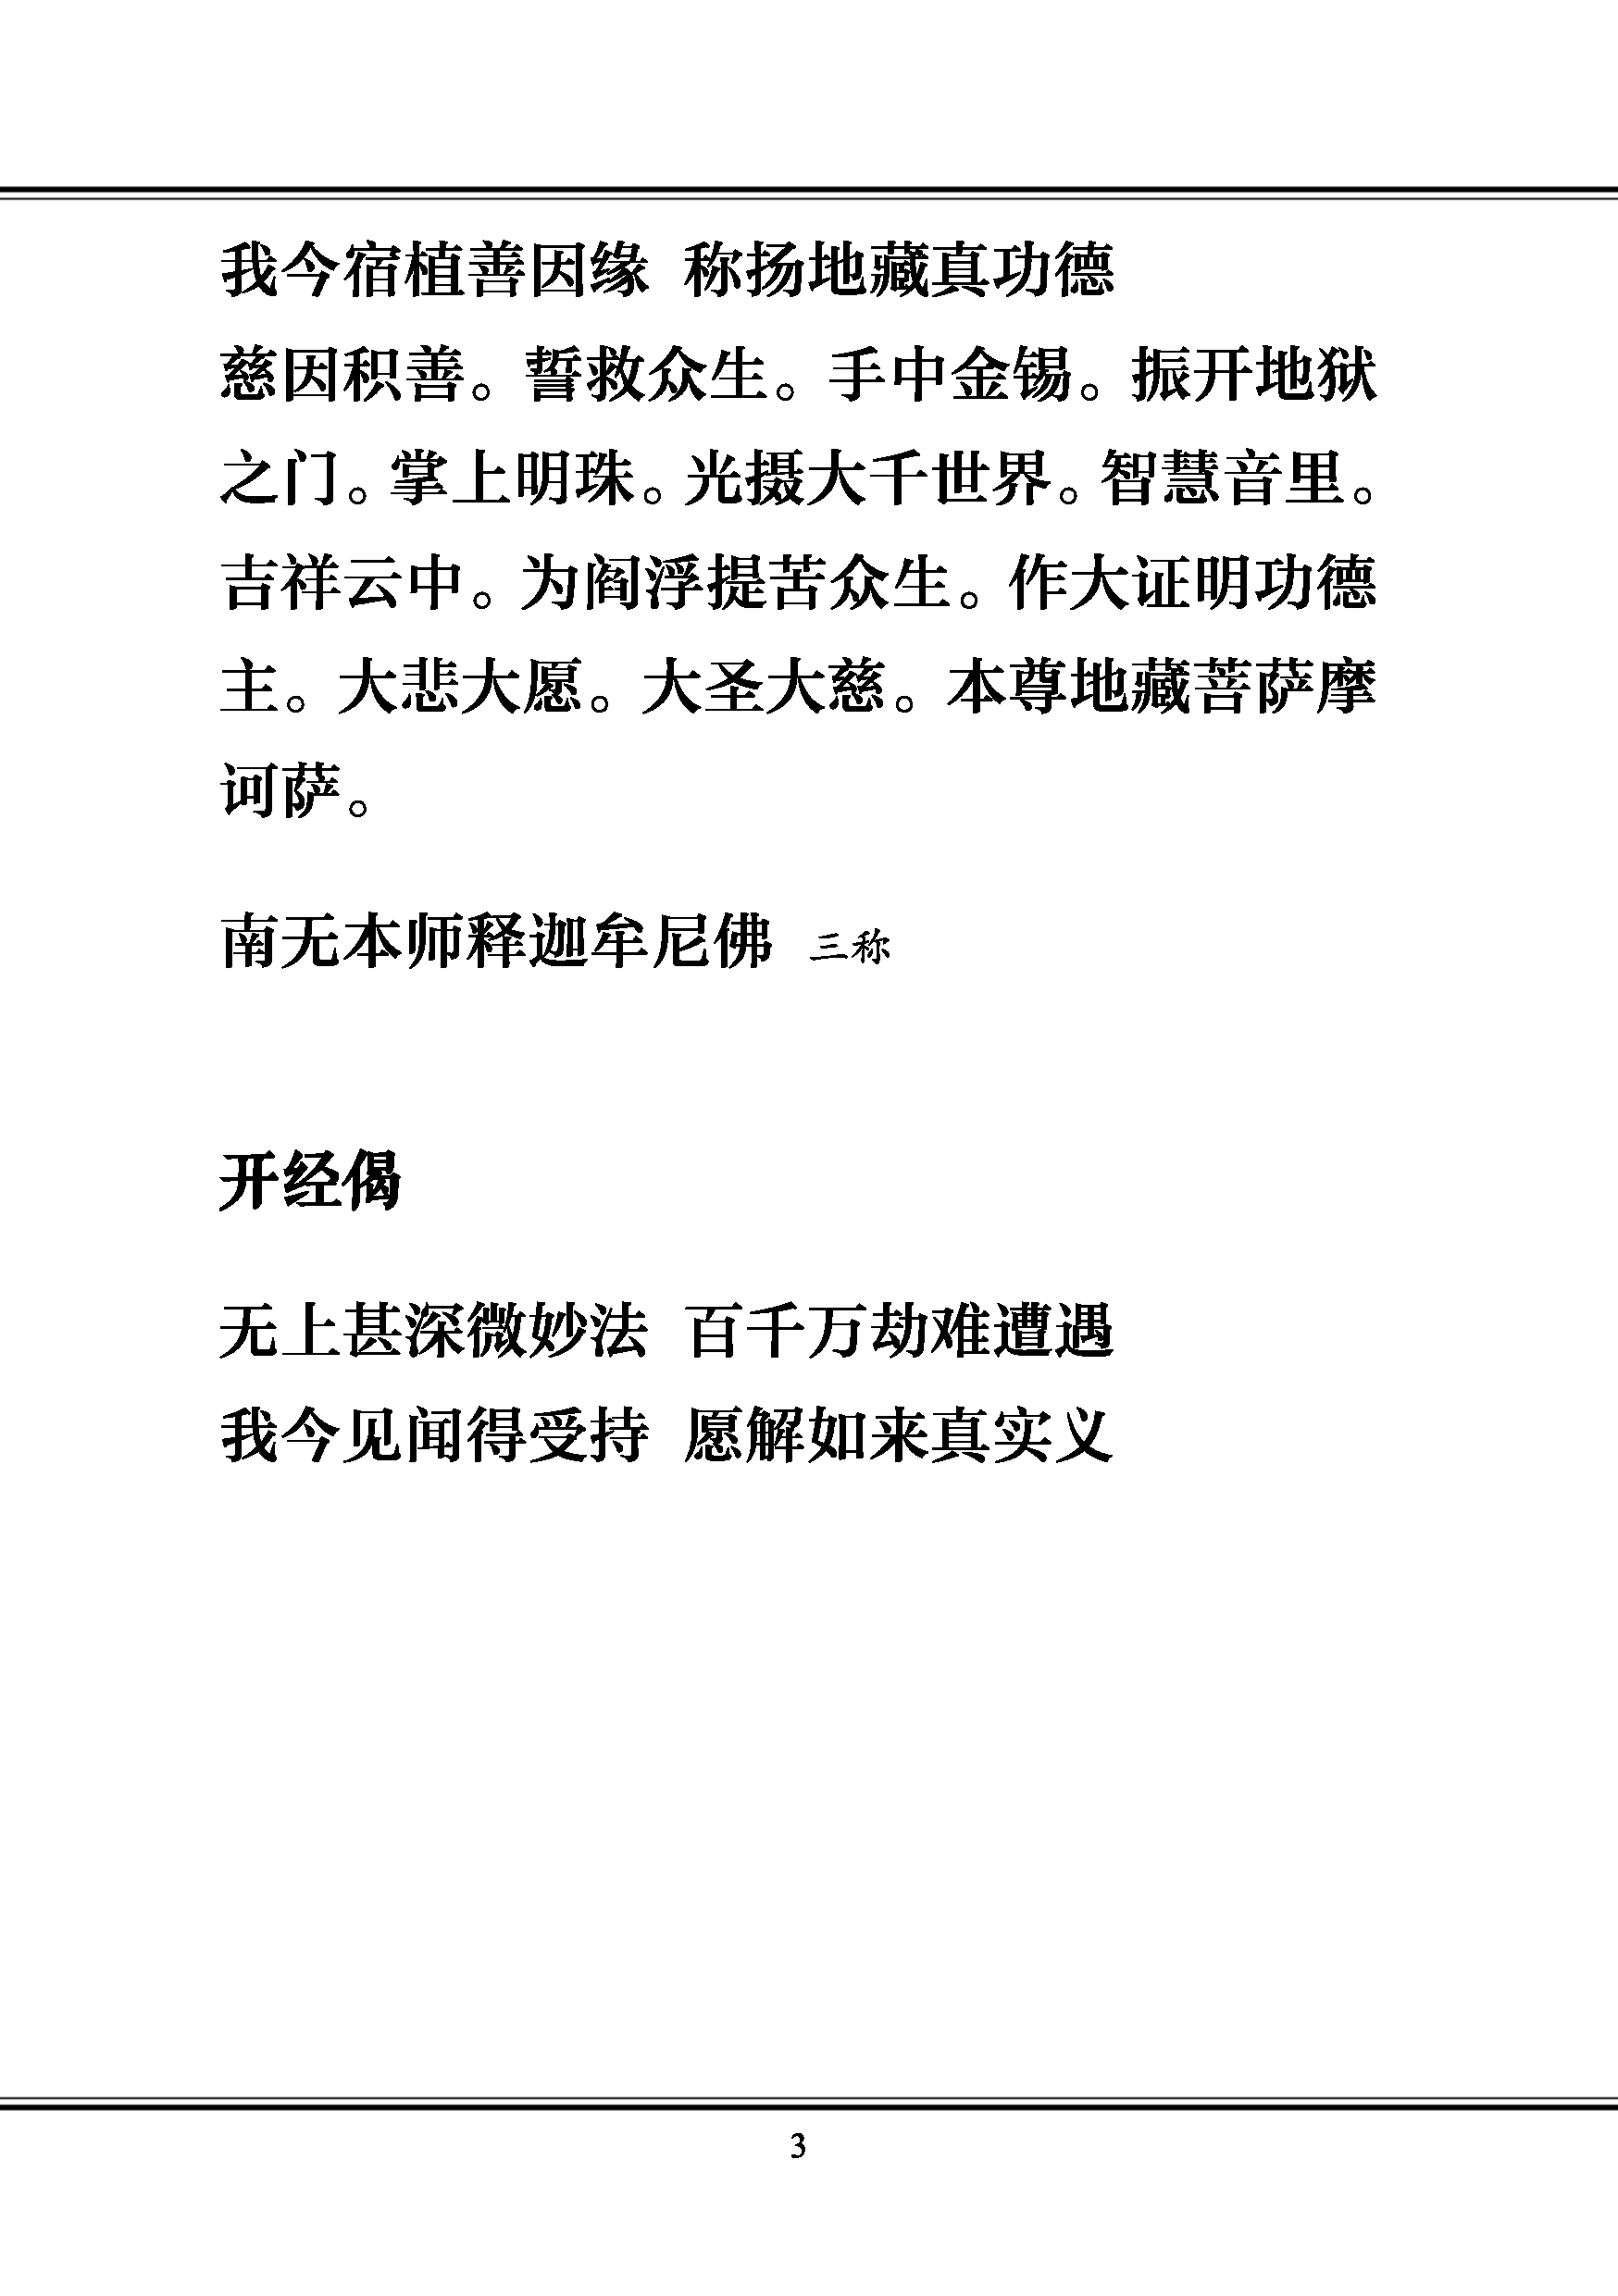 我今宿植善因缘 称扬地藏真功德
慈因积善。誓救众生。手中金锡。振开地狱
之门。掌上明珠。光摄大千世界。智慧音里。
吉祥云中。为阎浮提苦众生。作大证明功德
主。大悲大愿。大圣大慈。本尊地藏菩萨摩
诃萨。
南无本师释迦牟尼佛 三称
开经偈
无上甚深微妙法 百千万劫难遭遇
我今见闻得受持 愿解如来真实义
3